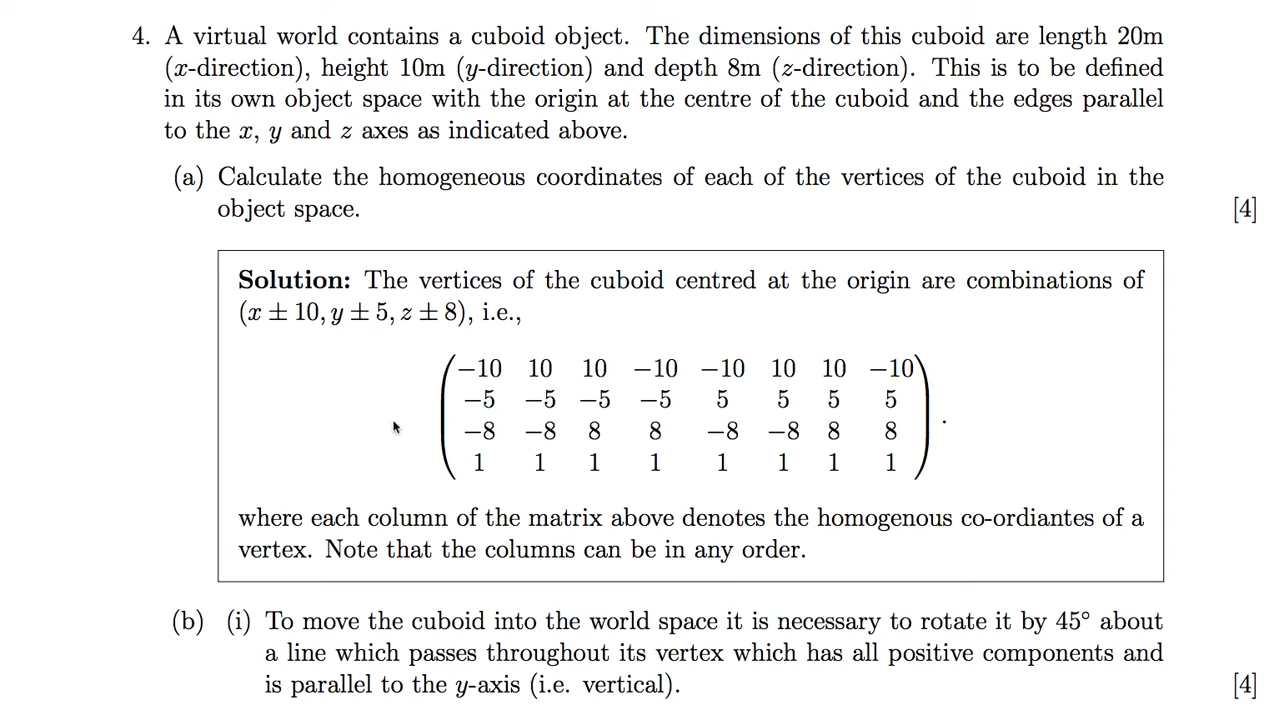 4. A virtual world contains a cuboid object. The dimensions of this cuboid are length 20m
(x-direction), height 10m (y-direction) and depth 8m (z-direction). This is to be defined
in its own object space with the origin at the centre of the cuboid and the edges parallel
to the x, y and z axes as indicated above.
(a) Calculate the homogeneous coordinates of each of the vertices of the cuboid in the
object space. [4]
Solution: The vertices of the cuboid centred at the origin are combinations of
(x ± 10, y ± 5, z ± 8), i.e.,
−10 10 10 −10 −10 10 10 −10
−5 −5 −5 −5 5 5 5 5
−8 −8 8 8 −8 −8 8 8 .
1 1 1 1 1 1 1 1
where each column of the matrix above denotes the homogenous co-ordiantes of a
vertex. Note that the columns can be in any order.
(b) (i) To move the cuboid into the world space it is necessary to rotate it by 45° about
a line which passes throughout its vertex which has all positive components and
is parallel to the y-axis (i.e. vertical). [4]